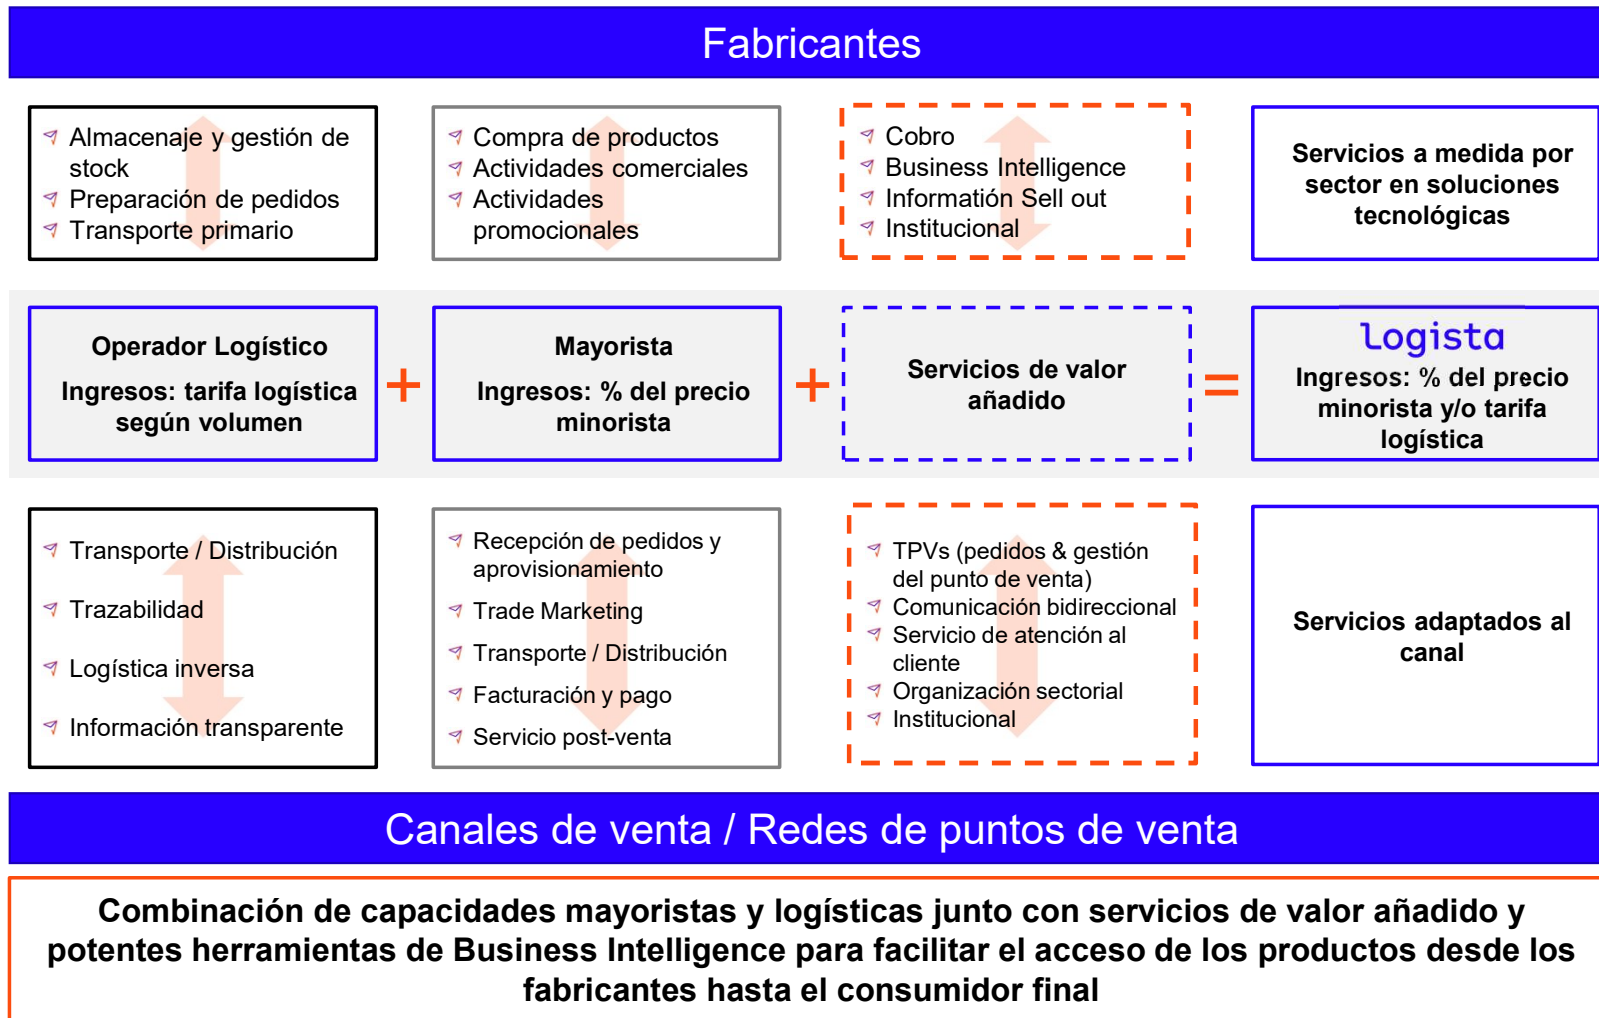 Fabricantes
Almacenaje y gestión de
stock
Preparación de pedidos
Transporte primario
Compra de productos
Actividades comerciales
Actividades
promocionales
Cobro
Business Intelligence
Informatión Sell out
Institucional
Servicios a medida por
sector en soluciones
tecnológicas
Operador Logístico
Ingresos: tarifa logística
según volumen
+
Mayorista
Ingresos: % del precio
minorista
+
Servicios de valor
añadido
=
logista
Ingresos: % del precio
minorista y/o tarifa
logística
Transporte / Distribución
Trazabilidad
Logística inversa
Información transparente
Recepción de pedidos y
aprovisionamiento
Trade Marketing
Transporte / Distribución
Facturación y pago
Servicio post-venta
TPVs (pedidos & gestión
del punto de venta)
Comunicación bidireccional
Servicio de atención al
cliente
Organización sectorial
Institucional
Servicios adaptados al
canal
Canales de venta / Redes de puntos de venta
Combinación de capacidades mayoristas y logísticas junto con servicios de valor añadido y
potentes herramientas de Business Intelligence para facilitar el acceso de los productos desde los
fabricantes hasta el consumidor final